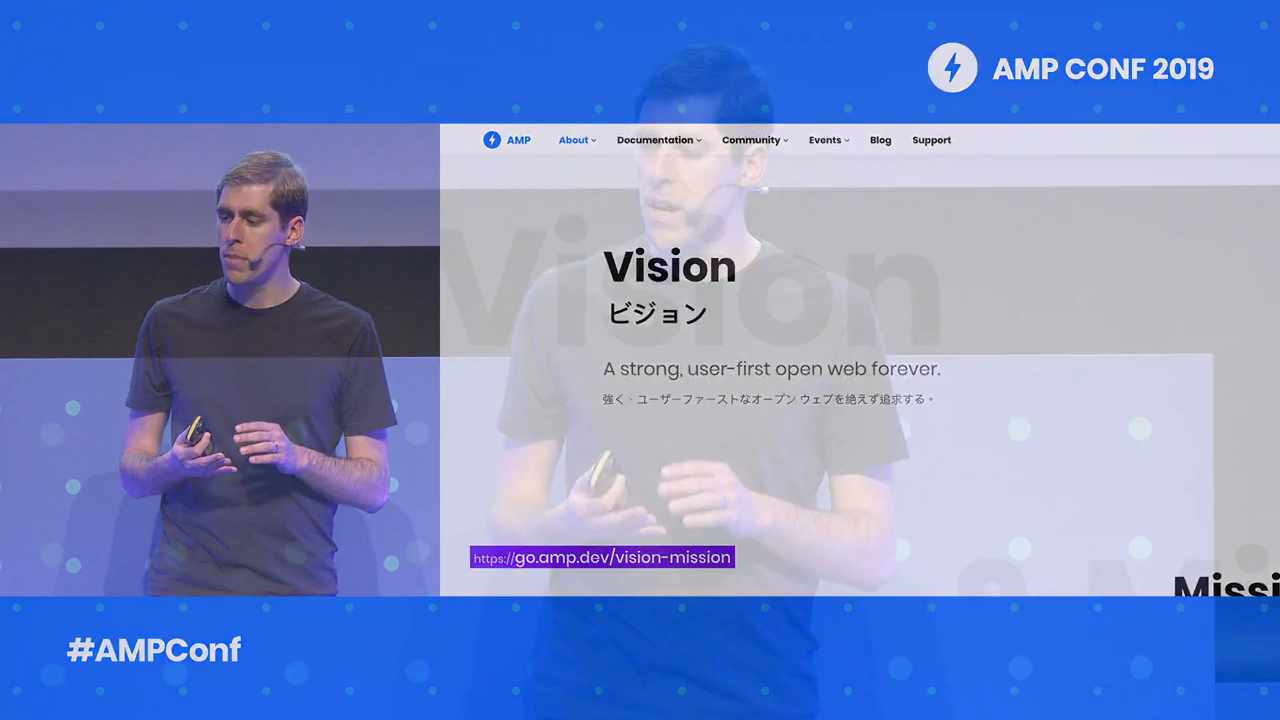 AMP CONF 2019
AMP About Documentation Community Events Blog Support
Vision
Vision
ビジョン
A strong, user-first open web forever.
強く、ユーザーファーストなオープン ウェブを絶えず追求する。
https://go.amp.dev/vision-mission
Missi
#AMPConf